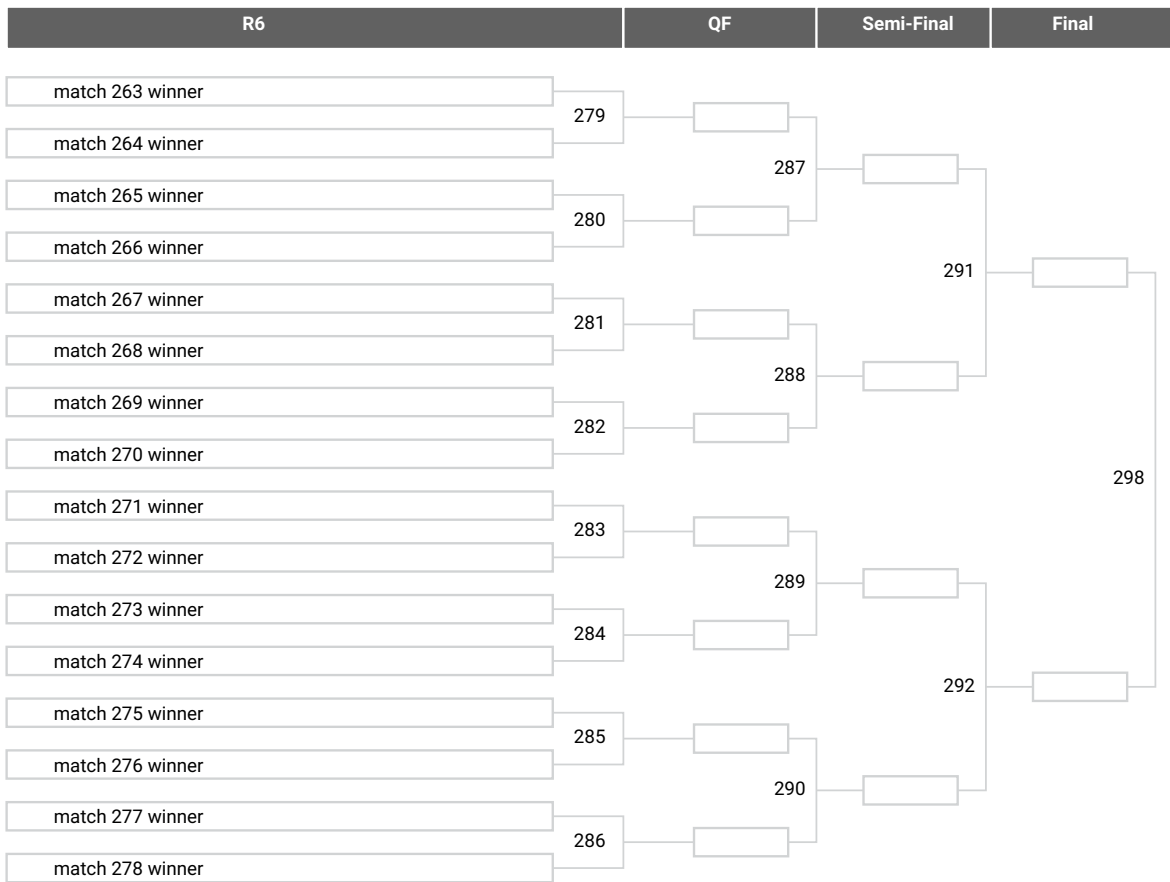 R6 QF Semi-Final Final
match 263 winner
279
match 264 winner
287
match 265 winner
280
match 266 winner
291
match 267 winner
281
match 268 winner
288
match 269 winner
282
match 270 winner
298
match 271 winner
283
match 272 winner
289
match 273 winner
284
match 274 winner
292
match 275 winner
285
match 276 winner
290
match 277 winner
286
match 278 winner